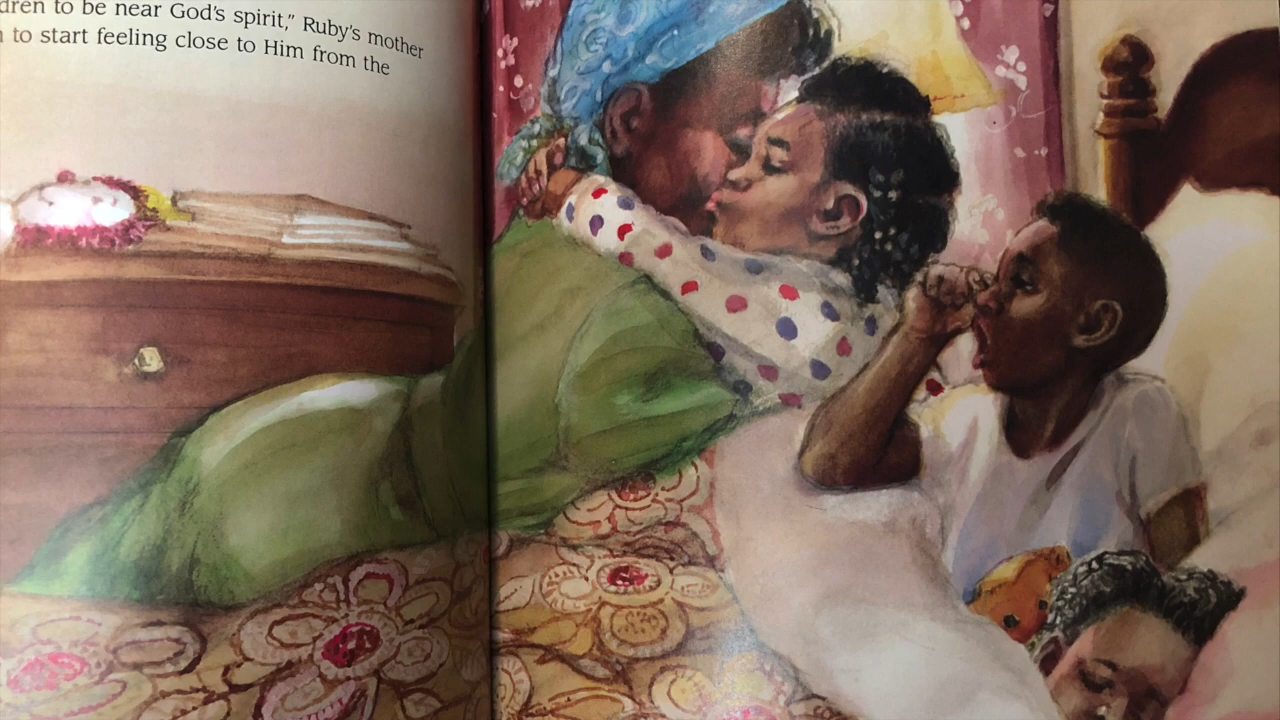 dren to be near God's spirit,” Ruby's mother
to start feeling close to Him from the